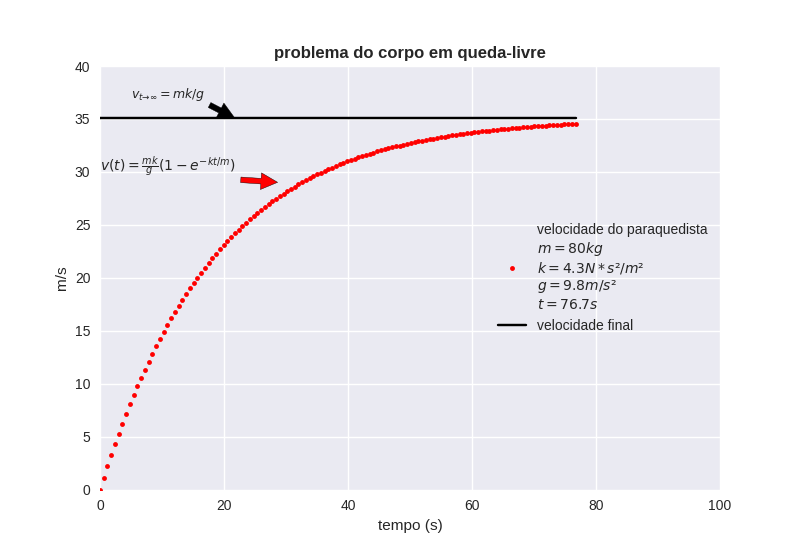 problema do corpo em queda-livre
40
35
30
25
20
15
10
5
0
m/s
v_{t→∞} = mk/g
v(t) = \frac{mk}{g}(1 − e^{−kt/m})
velocidade do paraquedista
m = 80kg
k = 4.3N * s²/m²
g = 9.8m/s²
t = 76.7s
velocidade final
0 20 40 60 80 100
tempo (s)